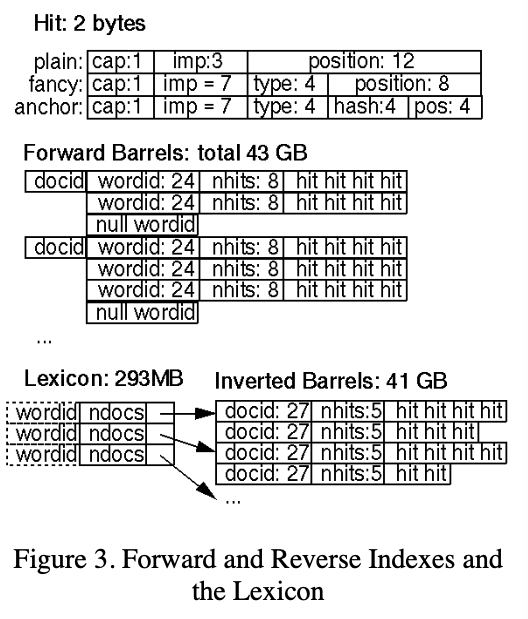 Hit: 2 bytes
plain: cap:1 imp:3 position: 12
fancy: cap:1 imp = 7 type: 4 position: 8
anchor: cap:1 imp = 7 type: 4 hash:4 pos: 4
Forward Barrels: total 43 GB
docid wordid: 24 nhits: 8 hit hit hit hit
wordid: 24 nhits: 8 hit hit hit hit
null wordid
docid wordid: 24 nhits: 8 hit hit hit hit
wordid: 24 nhits: 8 hit hit hit hit
wordid: 24 nhits: 8 hit hit hit hit
null wordid
...
Lexicon: 293MB Inverted Barrels: 41 GB
wordid ndocs docid: 27 nhits:5 hit hit hit hit
wordid ndocs docid: 27 nhits:5 hit hit hit
wordid ndocs docid: 27 nhits:5 hit hit hit hit
docid: 27 nhits:5 hit hit
...
Figure 3. Forward and Reverse Indexes and
the Lexicon